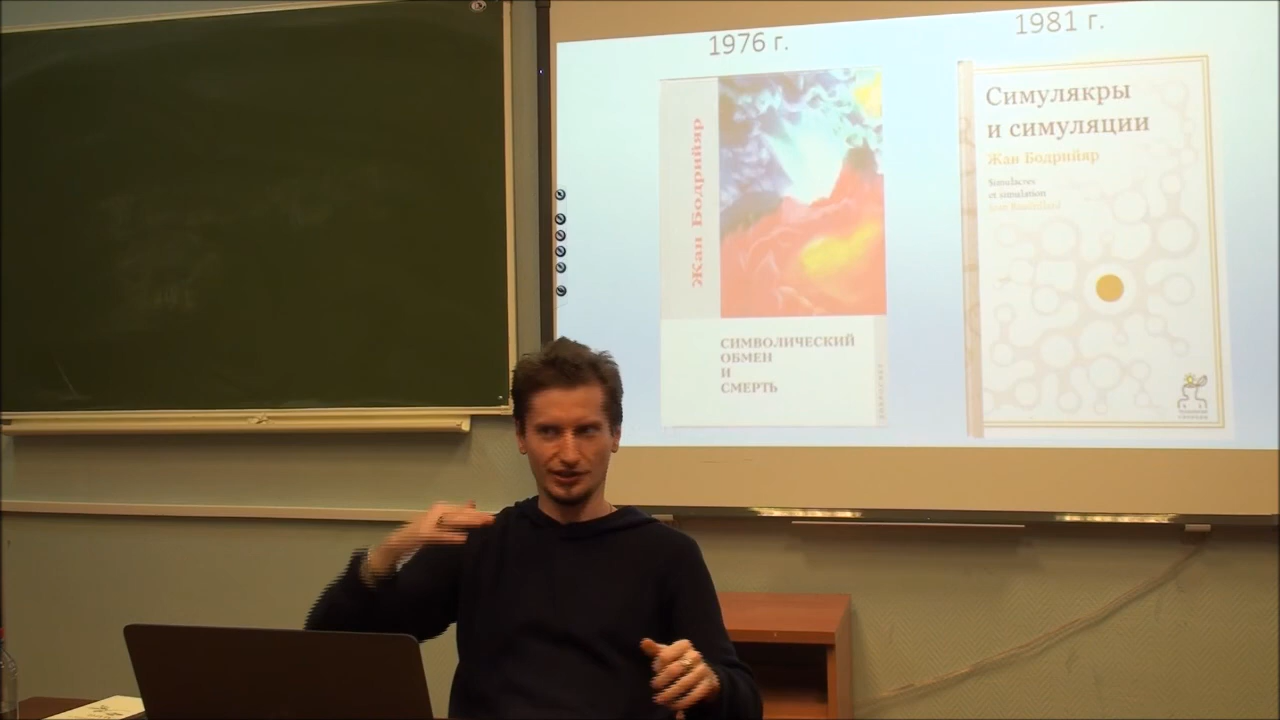 1976 г.
Жан Бодрийяр
СИМВОЛИЧЕСКИЙ
ОБМЕН
И
СМЕРТЬ
1981 г.
Симулякры
и симуляции
Жан Бодрийяр
Simulacres
et simulation
Jean Baudrillard